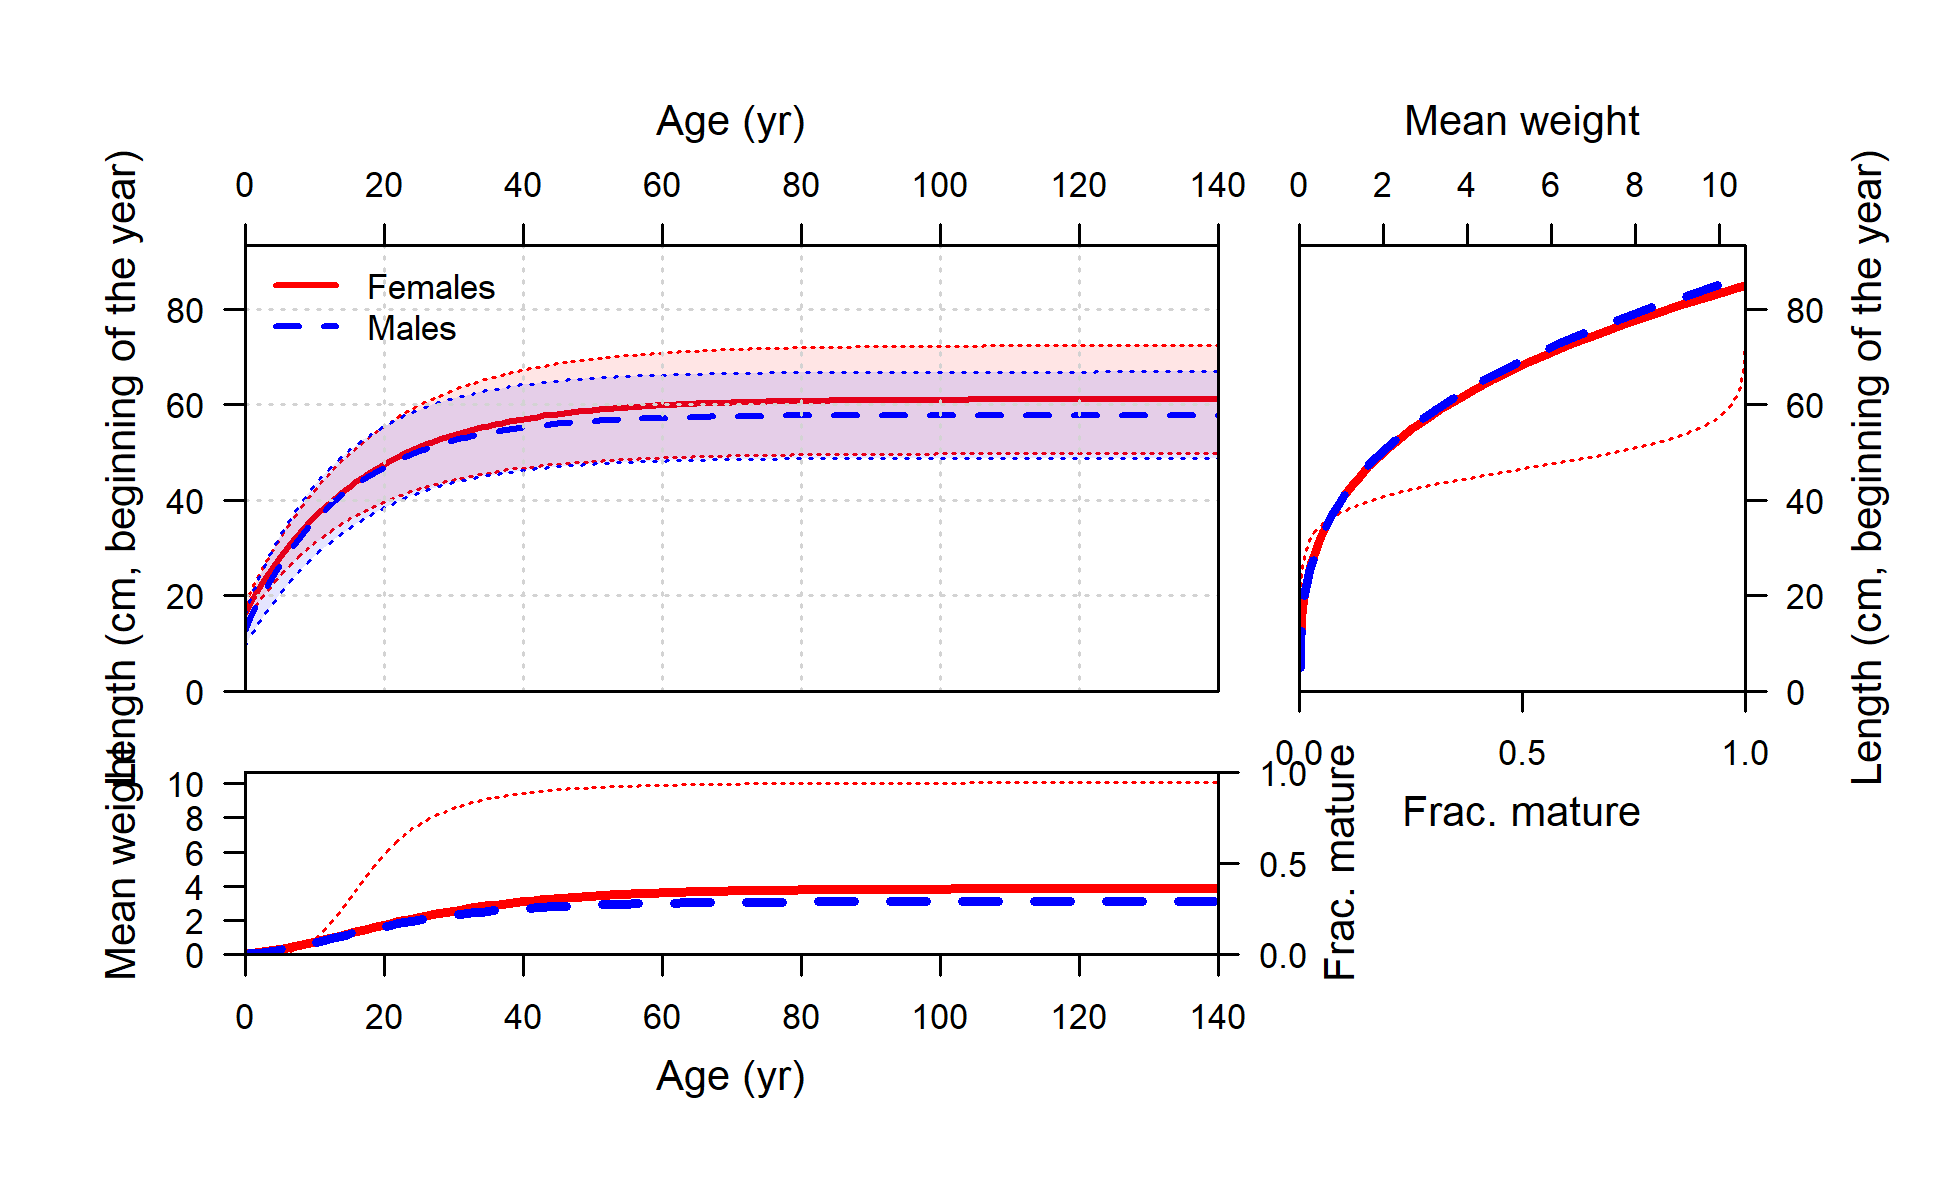 Age (yr)
Mean weight
0 20 40 60 80 100 120 140
0 2 4 6 8 10
Length (cm, beginning of the year)
80
60
40
20
0
Females
Males
80
60
40
20
0
Length (cm, beginning of the year)
0.0 0.5 1.0
Frac. mature
Mean weight
10
8
6
4
2
0
1.0
0.5
0.0
Frac. mature
0 20 40 60 80 100 120 140
Age (yr)